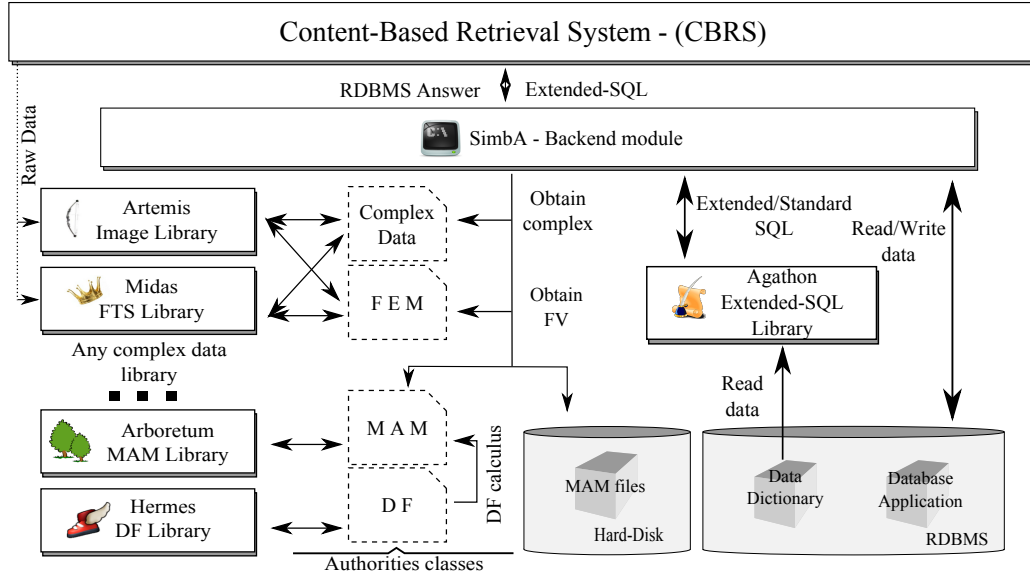 Content-Based Retrieval System - (CBRS)
RDBMS Answer
Extended-SQL
Raw Data
C:\
SimbA - Backend module
Artemis
Image Library
Complex
Data
Obtain
complex
Extended/Standard
SQL
Read/Write
data
Midas
FTS Library
F E M
Obtain
FV
Agathon
Extended-SQL
Library
Any complex data
library
Read
data
Arboretum
MAM Library
M A M
DF calculus
MAM files
Hard-Disk
Data
Dictionary
Database
Application
RDBMS
Hermes
DF Library
D F
Authorities classes